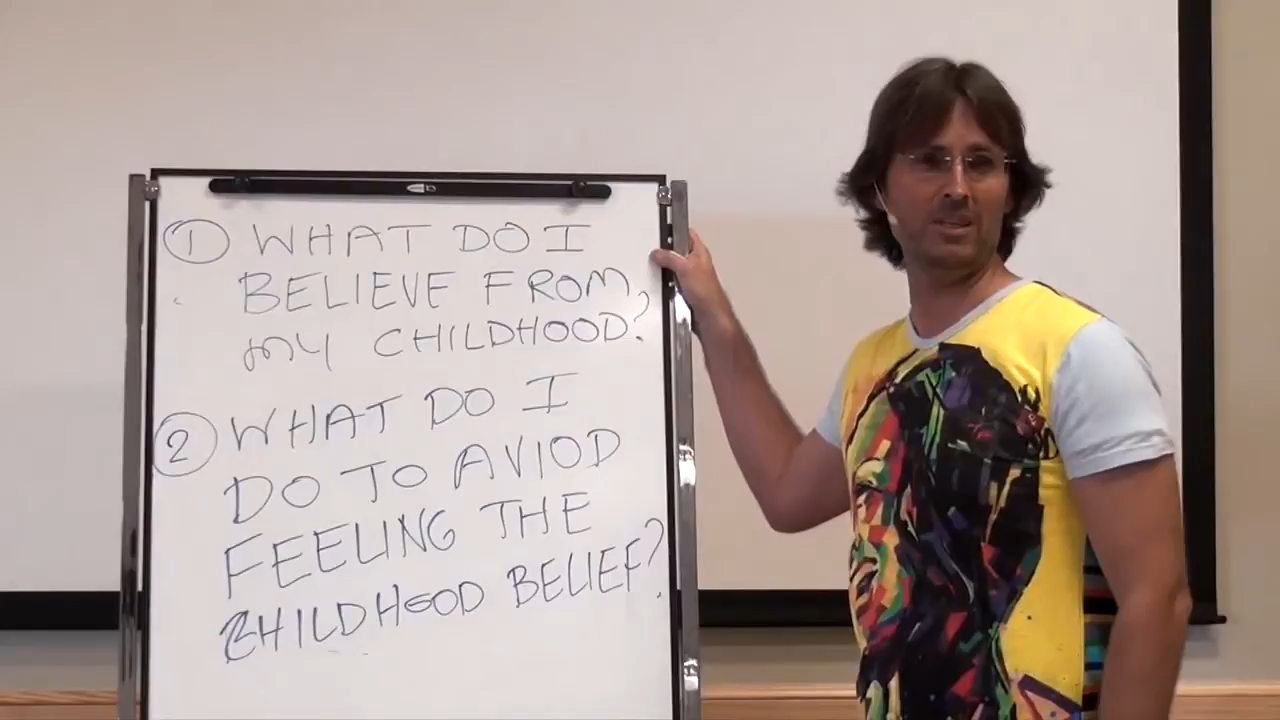 ① WHAT DO I
BELIEVE FROM
MY CHILDHOOD?
② WHAT DO I
DO TO AVIOD
FEELING THE
CHILDHOOD BELIEF?